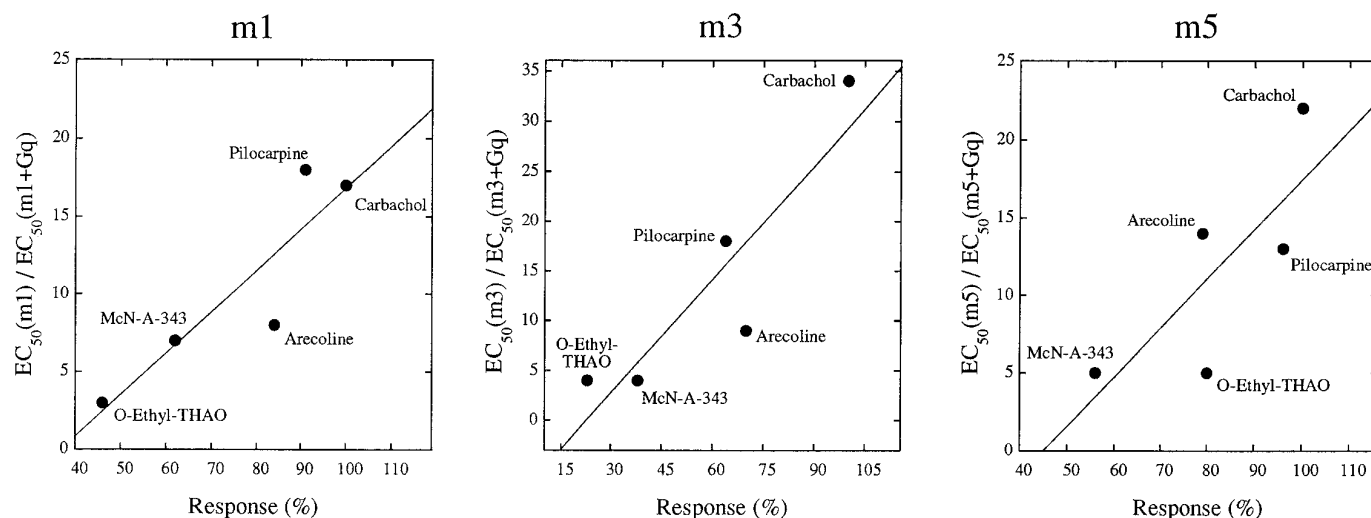 m1
25
20
15
10
5
0
EC50(m1) / EC50(m1+Gq)
Pilocarpine
Carbachol
McN-A-343
Arecoline
O-Ethyl-THAO
40 50 60 70 80 90 100 110
Response (%)
m3
35
30
25
20
15
10
5
0
EC50(m3) / EC50(m3+Gq)
Carbachol
Pilocarpine
O-Ethyl-
THAO
Arecoline
McN-A-343
15 30 45 60 75 90 105
Response (%)
m5
25
20
15
10
5
0
EC50(m5) / EC50(m5+Gq)
Carbachol
Arecoline
Pilocarpine
McN-A-343
O-Ethyl-THAO
40 50 60 70 80 90 100 110
Response (%)